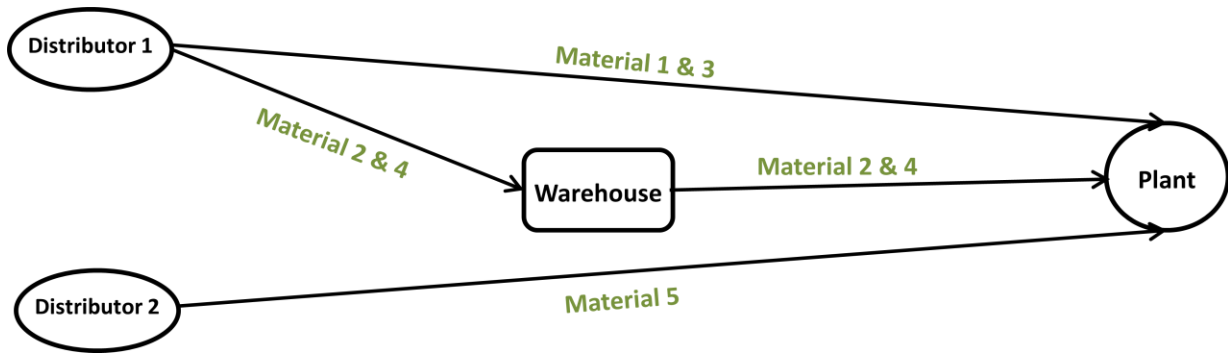 Distributor 1
Material 1 & 3
Material 2 & 4
Warehouse
Material 2 & 4
Plant
Distributor 2
Material 5